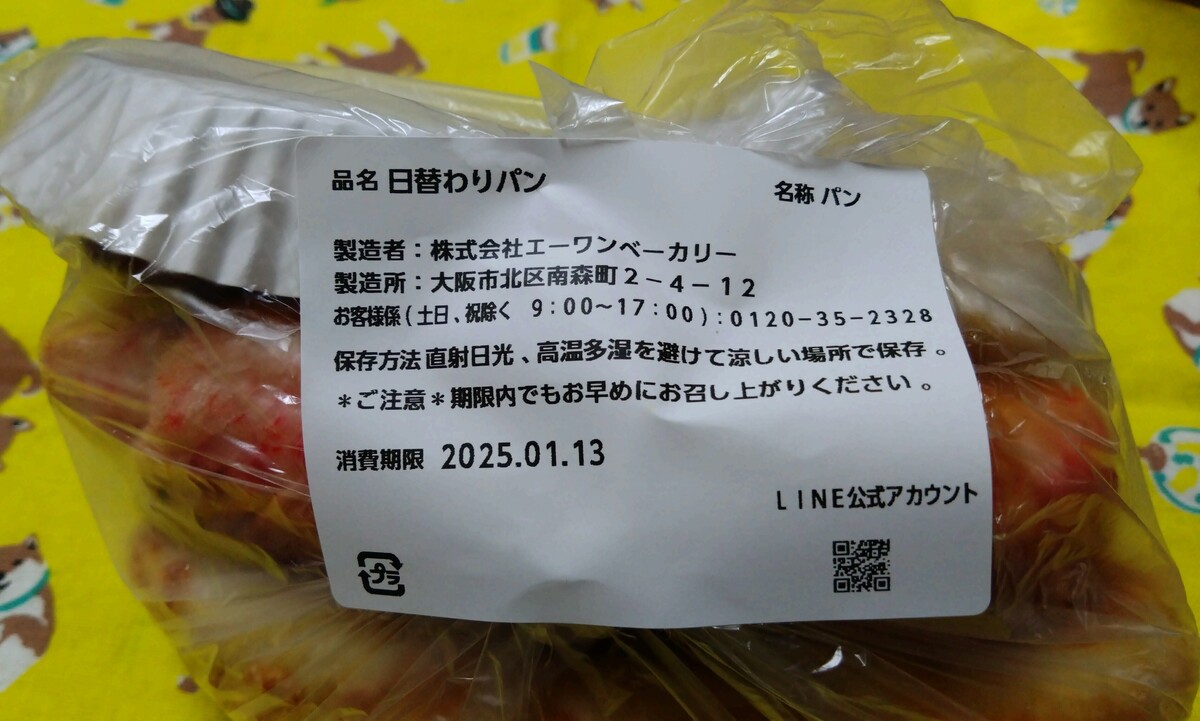 品名 日替わりパン
名称 パン
製造者：株式会社エーワンベーカリー
製造所：大阪市北区南森町２－４－１２
お客様係(土日、祝除く 9:00～17:00):0120-35-2328
保存方法 直射日光、高温多湿を避けて涼しい場所で保存。
＊ご注意＊期限内でもお早めにお召し上がりください。
消費期限 2025.01.13
LINE公式アカウント
プラ